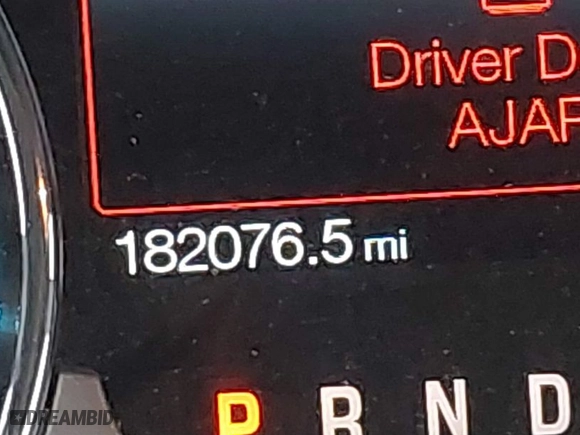 Driver D
AJAR
182076.5 mi
P R N D
DREAMBID